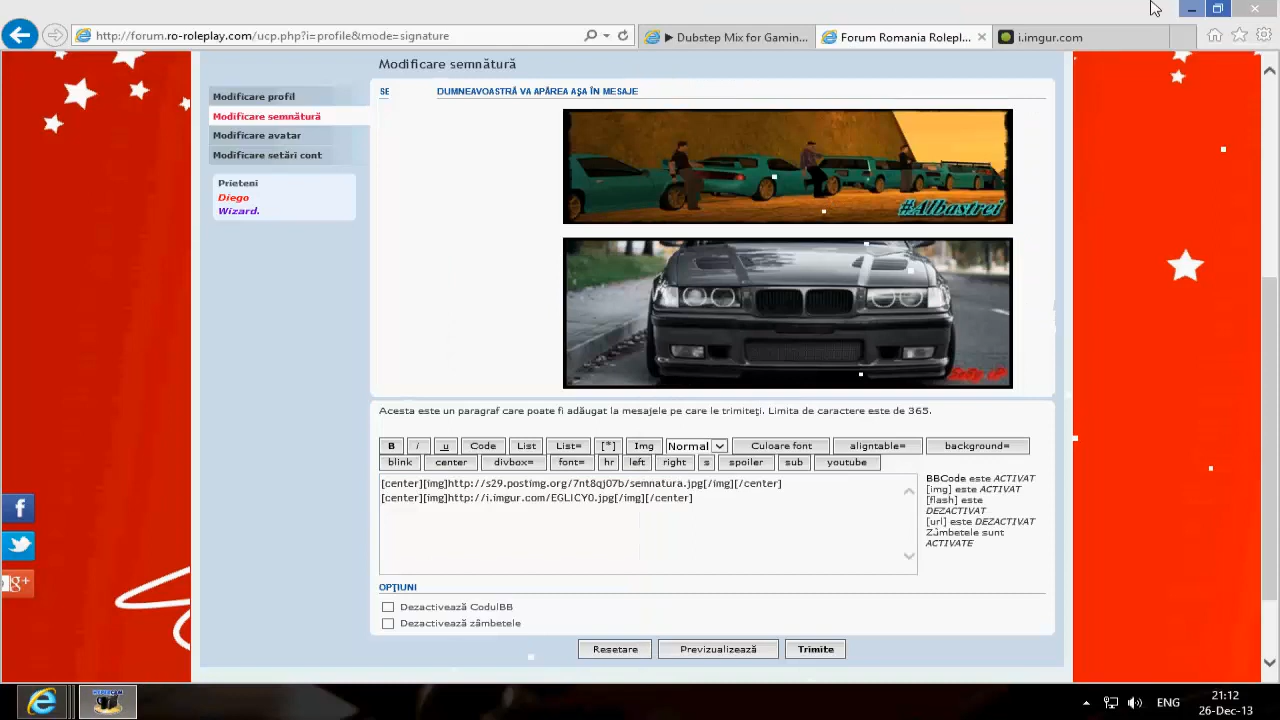 http://forum.ro-roleplay.com/ucp.php?i=profile&mode=signature
▶ Dubstep Mix for Gamin...
Forum Romania Rolepl...
i.imgur.com
Modificare semnătură
Modificare profil
Modificare semnătură
Modificare avatar
Modificare setări cont
Prieteni
Diego
Wizard.
SE
DUMNEAVOASTRĂ VA APĂREA AŞA ÎN MESAJE
#Albastrei
Acesta este un paragraf care poate fi adăugat la mesajele pe care le trimiteţi. Limita de caractere este de 365.
B i u Code List List= [*] Img Normal Culoare font aligntable= background=
blink center divbox= font= hr left right s spoiler sub youtube
[center][img]http://s29.postimg.org/7nt8qj07b/semnatura.jpg[/img][/center]
[center][img]http://i.imgur.com/EGLICY0.jpg[/img][/center]
BBCode este ACTIVAT
[img] este ACTIVAT
[flash] este
DEZACTIVAT
[url] este DEZACTIVAT
Zâmbetele sunt
ACTIVATE
OPŢIUNI
Dezactivează CodulBB
Dezactivează zâmbetele
Resetare
Previzualizează
Trimite
f
g+
ENG
21:12
26-Dec-13